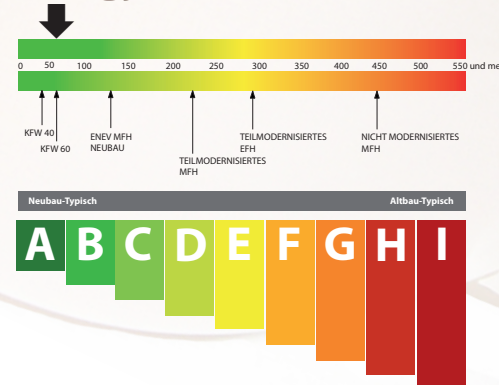 0 50 100 150 200 250 300 350 400 450 500 550 und me
KFW 40
KFW 60
ENEV MFH
NEUBAU
TEILMODERNISIERTES
MFH
TEILMODERNISIERTES
EFH
NICHT MODERNISIERTES
MFH
Neubau-Typisch Altbau-Typisch
A B C D E F G H I